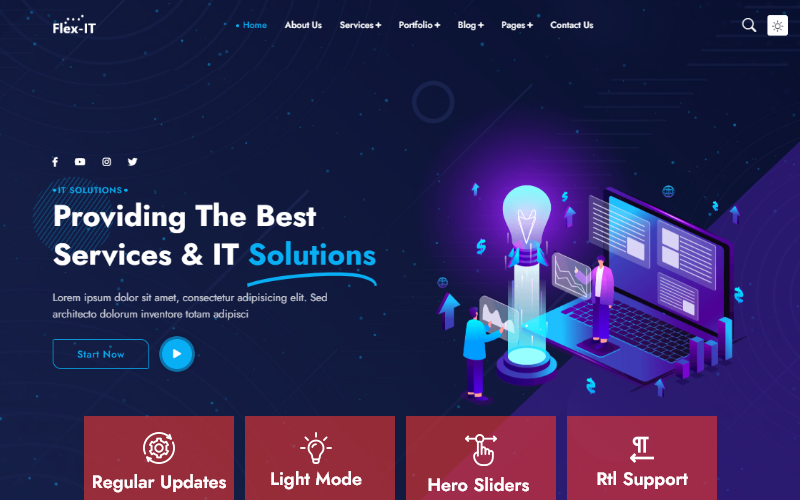 Flex-IT
Home About Us Services + Portfolio + Blog + Pages + Contact Us
IT SOLUTIONS
Providing The Best
Services & IT Solutions
Lorem ipsum dolor sit amet, consectetur adipisicing elit. Sed
architecto dolorum inventore totam adipisci
Start Now
Regular Updates
Light Mode
Hero Sliders
Rtl Support